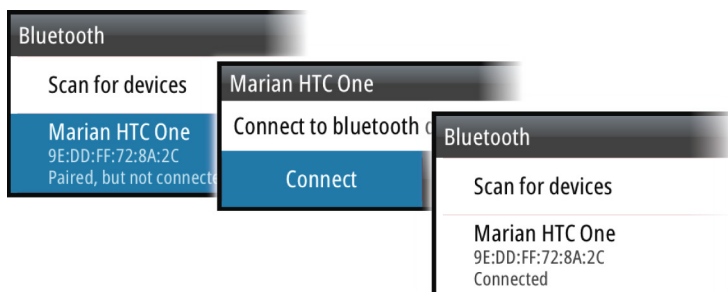 Bluetooth
Scan for devices
Marian HTC One
9E:DD:FF:72:8A:2C
Paired, but not connecte
Marian HTC One
Connect to bluetooth
Connect
Bluetooth
Scan for devices
Marian HTC One
9E:DD:FF:72:8A:2C
Connected